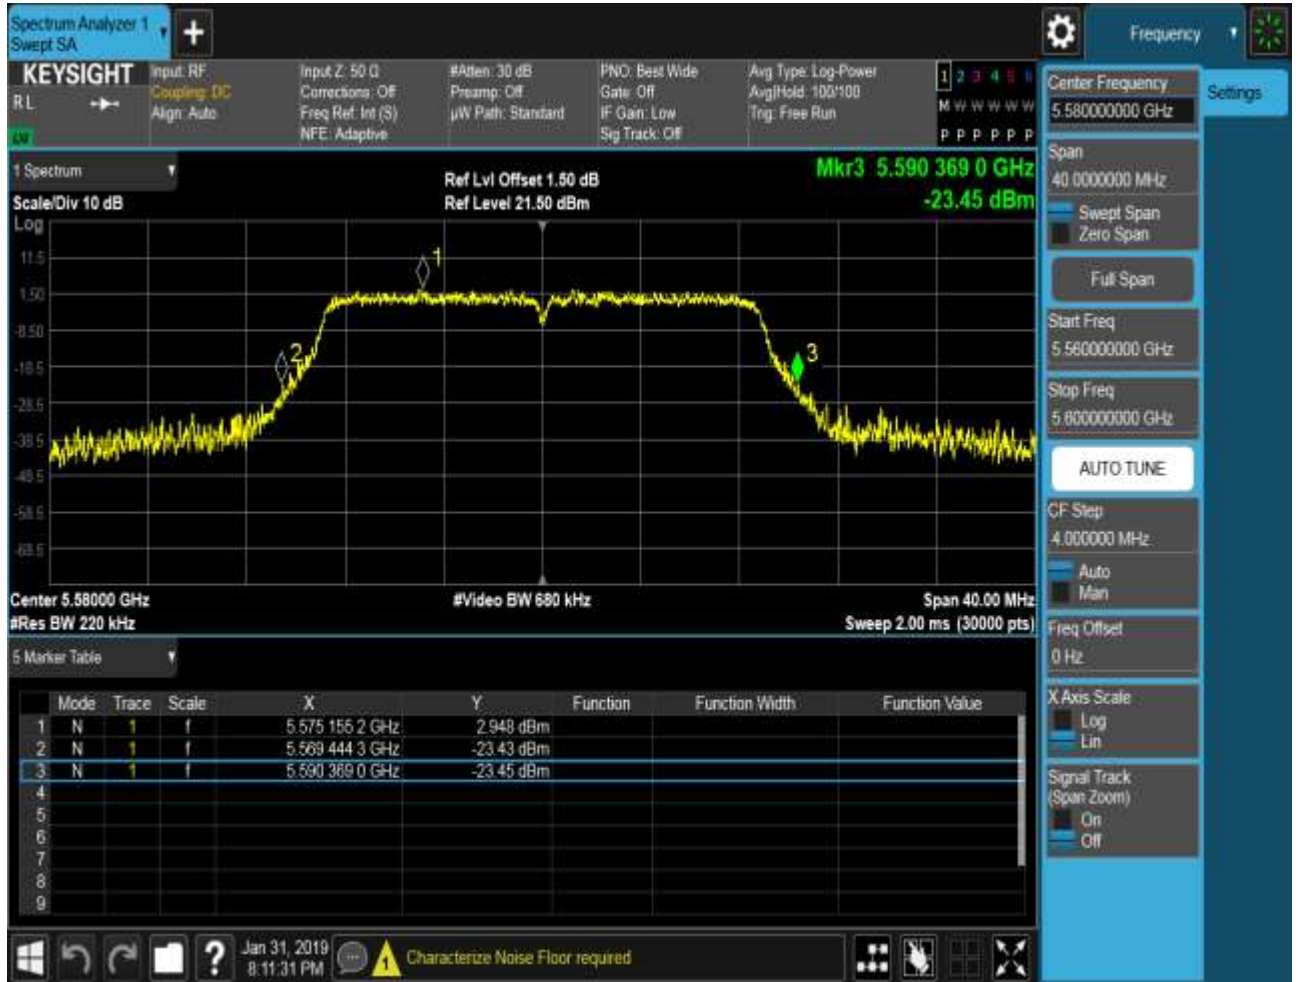 Spectrum Analyzer 1
Swept SA
+
Frequency
KEYSIGHT
RL
Input: RF
Coupling: DC
Align: Auto
Input Z: 50 Ω
Corrections: Off
Freq Ref: Int (S)
NFE: Adaptive
#Atten: 30 dB
Preamp: Off
µW Path: Standard
PNO: Best Wide
Gate: Off
IF Gain: Low
Sig Track: Off
Avg Type: Log-Power
Avg|Hold: 100/100
Trig: Free Run
1 2 3 4 5 6
M W W W W W
P P P P P P
1 Spectrum
Scale/Div 10 dB
Ref Lvl Offset 1.50 dB
Ref Level 21.50 dBm
Mkr3 5.590 369 0 GHz
-23.45 dBm
Log
11.5
1.50
-8.50
-18.5
-28.5
-38.5
-48.5
-58.5
-68.5
1
2
3
Center 5.58000 GHz
#Res BW 220 kHz
#Video BW 680 kHz
Span 40.00 MHz
Sweep 2.00 ms (30000 pts)
5 Marker Table
Mode Trace Scale X Y Function Function Width Function Value
1 N 1 f 5.575 155 2 GHz 2.948 dBm
2 N 1 f 5.569 444 3 GHz -23.43 dBm
3 N 1 f 5.590 369 0 GHz -23.45 dBm
4
5
6
7
8
9
Center Frequency
5.580000000 GHz
Settings
Span
40.0000000 MHz
Swept Span
Zero Span
Full Span
Start Freq
5.560000000 GHz
Stop Freq
5.600000000 GHz
AUTO TUNE
CF Step
4.000000 MHz
Auto
Man
Freq Offset
0 Hz
X Axis Scale
Log
Lin
Signal Track
(Span Zoom)
On
Off
?
Jan 31, 2019
8:11:31 PM
1
Characterize Noise Floor required